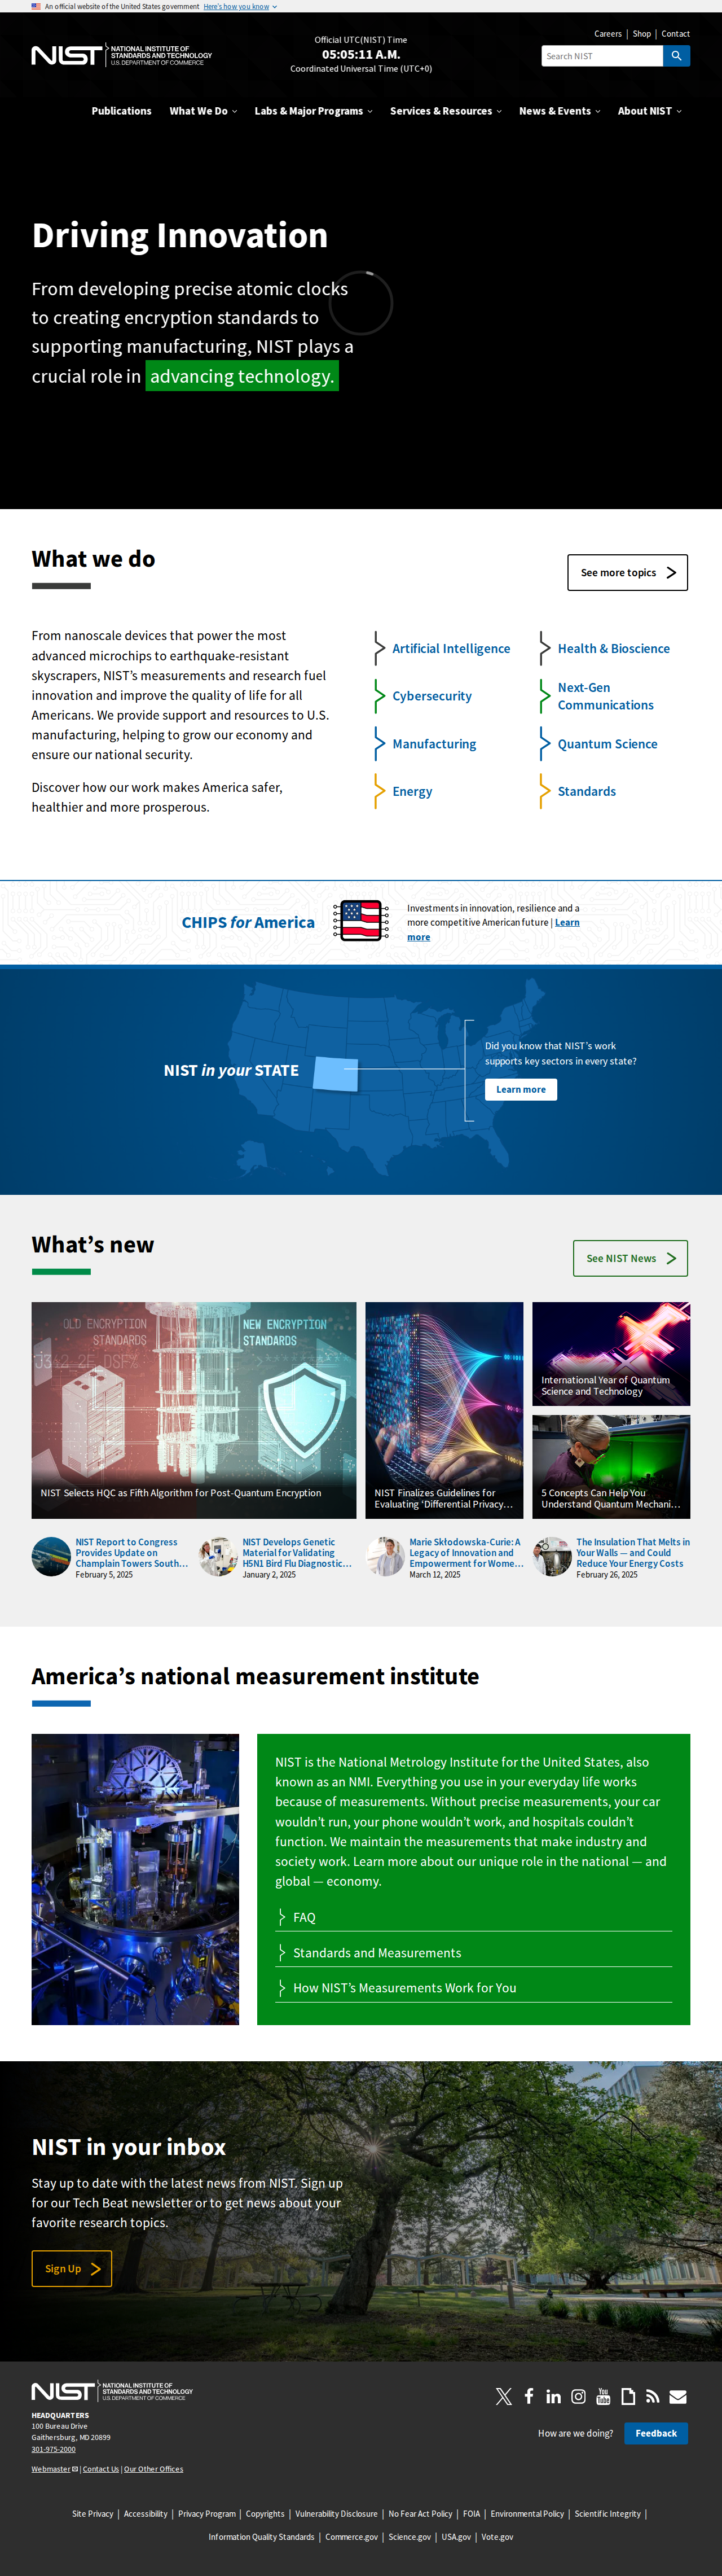 An official website of the United States government Here's how you know
NIST NATIONAL INSTITUTE OF
STANDARDS AND TECHNOLOGY
U.S. DEPARTMENT OF COMMERCE
Official UTC(NIST) Time
05:05:11 A.M.
Coordinated Universal Time (UTC+0)
Careers | Shop | Contact
Search NIST
Publications What We Do Labs & Major Programs Services & Resources News & Events About NIST
Driving Innovation
From developing precise atomic clocks
to creating encryption standards to
supporting manufacturing, NIST plays a
crucial role in advancing technology.
What we do
See more topics
From nanoscale devices that power the most
advanced microchips to earthquake-resistant
skyscrapers, NIST’s measurements and research fuel
innovation and improve the quality of life for all
Americans. We provide support and resources to U.S.
manufacturing, helping to grow our economy and
ensure our national security.
Discover how our work makes America safer,
healthier and more prosperous.
Artificial Intelligence
Cybersecurity
Manufacturing
Energy
Health & Bioscience
Next-Gen
Communications
Quantum Science
Standards
CHIPS for America
Investments in innovation, resilience and a
more competitive American future | Learn
more
NIST in your STATE
Did you know that NIST’s work
supports key sectors in every state?
Learn more
What’s new
See NIST News
OLD ENCRYPTION
STANDARDS
NEW ENCRYPTION
STANDARDS
NIST Selects HQC as Fifth Algorithm for Post-Quantum Encryption
NIST Finalizes Guidelines for
Evaluating ‘Differential Privacy…
International Year of Quantum
Science and Technology
5 Concepts Can Help You
Understand Quantum Mechani…
NIST Report to Congress
Provides Update on
Champlain Towers South…
February 5, 2025
NIST Develops Genetic
Material for Validating
H5N1 Bird Flu Diagnostic…
January 2, 2025
Marie Skłodowska-Curie: A
Legacy of Innovation and
Empowerment for Wome…
March 12, 2025
The Insulation That Melts in
Your Walls — and Could
Reduce Your Energy Costs
February 26, 2025
America’s national measurement institute
NIST is the National Metrology Institute for the United States, also
known as an NMI. Everything you use in your everyday life works
because of measurements. Without precise measurements, your car
wouldn’t run, your phone wouldn’t work, and hospitals couldn’t
function. We maintain the measurements that make industry and
society work. Learn more about our unique role in the national — and
global — economy.
FAQ
Standards and Measurements
How NIST’s Measurements Work for You
NIST in your inbox
Stay up to date with the latest news from NIST. Sign up
for our Tech Beat newsletter or to get news about your
favorite research topics.
Sign Up
NIST NATIONAL INSTITUTE OF
STANDARDS AND TECHNOLOGY
U.S. DEPARTMENT OF COMMERCE
HEADQUARTERS
100 Bureau Drive
Gaithersburg, MD 20899
301-975-2000
Webmaster | Contact Us | Our Other Offices
You
Tube
How are we doing? Feedback
Site Privacy | Accessibility | Privacy Program | Copyrights | Vulnerability Disclosure | No Fear Act Policy | FOIA | Environmental Policy | Scientific Integrity |
Information Quality Standards | Commerce.gov | Science.gov | USA.gov | Vote.gov